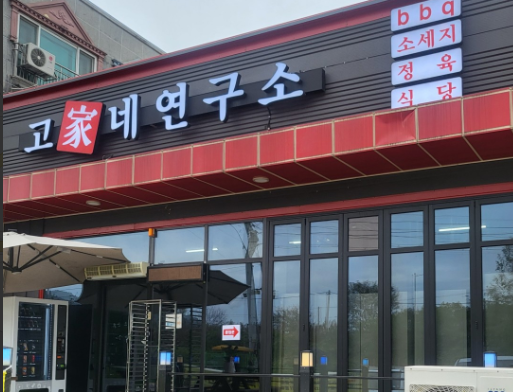 고家네연구소
bbq
소세지
정육
식당